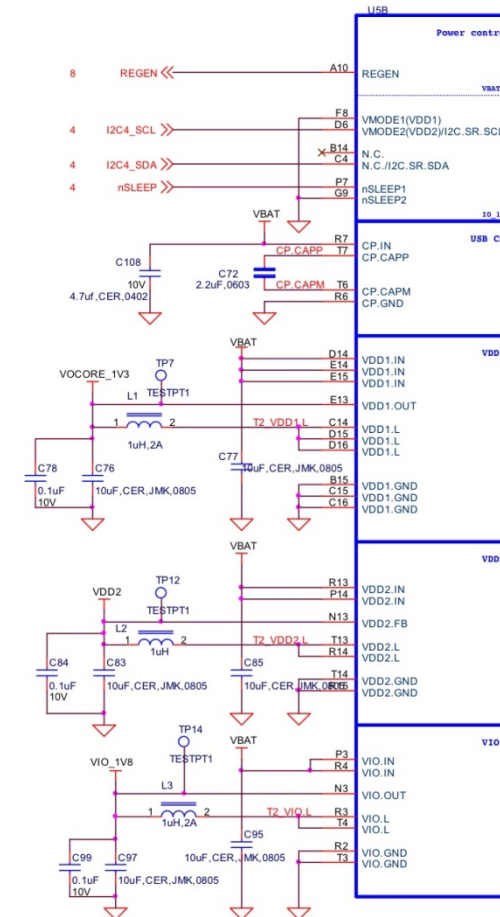 U5B
Power contr
8 REGEN A10 REGEN
VBAT
F8 VMODE1(VDD1)
4 I2C4_SCL D6 VMODE2(VDD2)/I2C.SR.SCL
B14 N.C.
4 I2C4_SDA C4 N.C./I2C.SR.SDA
4 nSLEEP P7 nSLEEP1
G9 nSLEEP2
IO_1
VBAT
USB C
R7 CP.IN
CP.CAPP T7 CP.CAPP
C108
10V
4.7uf,CER,0402
C72
2.2uF,0603
CP.CAPM T6 CP.CAPM
R6 CP.GND
VBAT
VDD
D14 VDD1.IN
E14 VDD1.IN
E15 VDD1.IN
VOCORE_1V3
TP7
TESTPT1
E13 VDD1.OUT
L1
1 2
1uH,2A
T2_VDD1.L C14 VDD1.L
D15 VDD1.L
D16 VDD1.L
C78
0.1uF
10V
C76
10uF,CER,JMK,0805
C77
10uF,CER,JMK,0805
B15 VDD1.GND
C15 VDD1.GND
C16 VDD1.GND
VBAT
VDD
R13 VDD2.IN
P14 VDD2.IN
VDD2
TP12
TESTPT1
N13 VDD2.FB
L2
1 2
1uH
T2_VDD2.L T13 VDD2.L
R14 VDD2.L
C84
0.1uF
10V
C83
10uF,CER,JMK,0805
C85
10uF,CER,JMK,0805
T14 VDD2.GND
VDD2.GND
VBAT
VIO
P3 VIO.IN
R4 VIO.IN
VIO_1V8
TP14
TESTPT1
N3 VIO.OUT
L3
1 2
1uH,2A
T2_VIO.L R3 VIO.L
T4 VIO.L
C99
0.1uF
10V
C97
10uF,CER,JMK,0805
C95
10uF,CER,JMK,0805
R2 VIO.GND
T3 VIO.GND